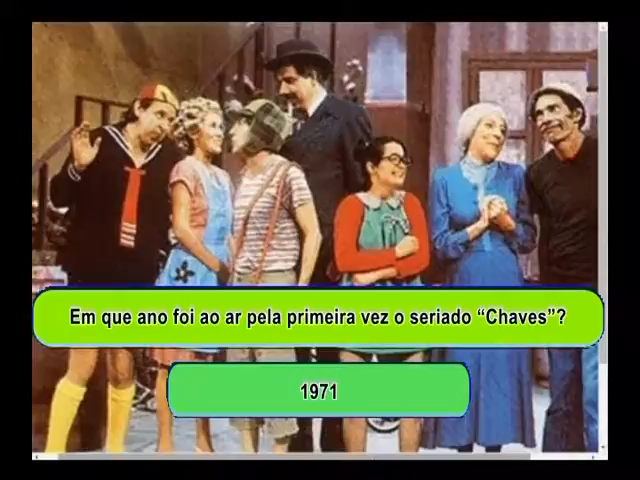 Em que ano foi ao ar pela primeira vez o seriado “Chaves”?
1971